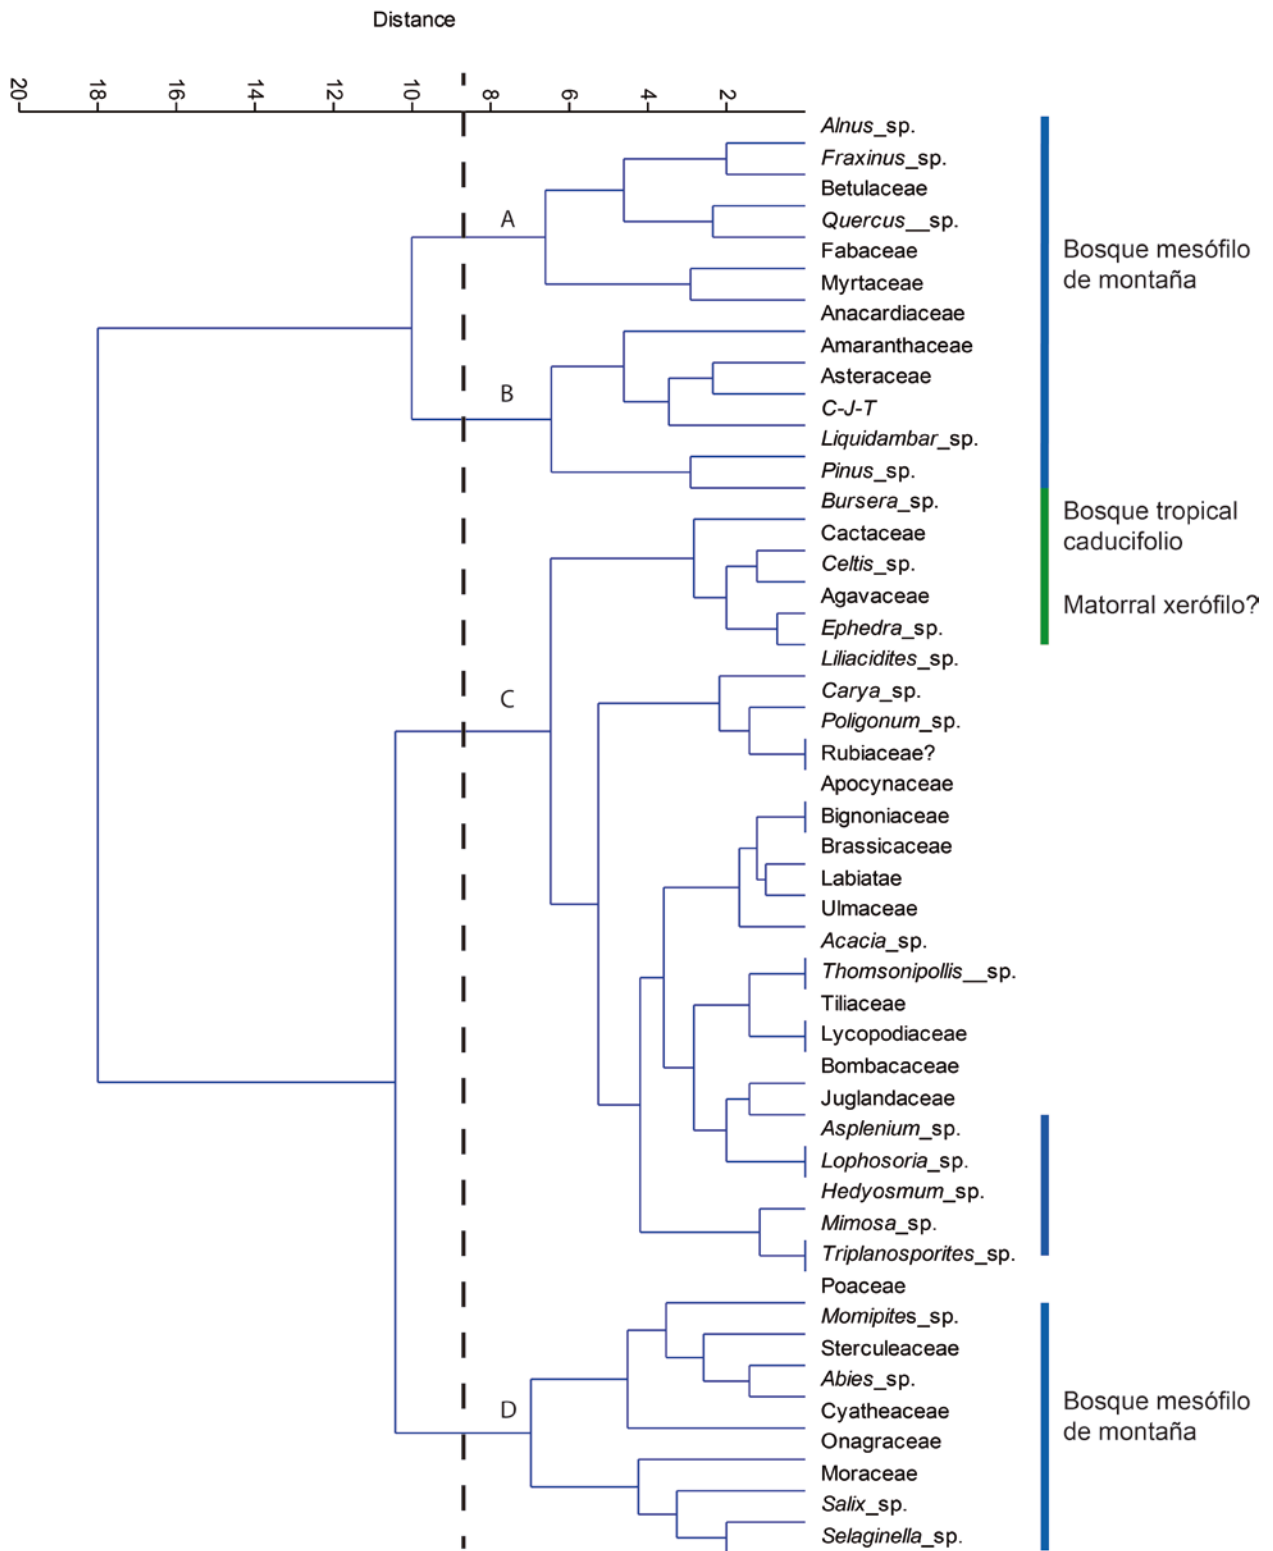 Distance
20 18 16 14 12 10 8 6 4 2
Alnus_sp.
Fraxinus_sp.
Betulaceae
A
Quercus__sp.
Fabaceae
Bosque mesófilo
de montaña
Myrtaceae
Anacardiaceae
Amaranthaceae
Asteraceae
B
C-J-T
Liquidambar_sp.
Pinus_sp.
Bursera_sp.
Bosque tropical
caducifolio
Cactaceae
Celtis_sp.
Agavaceae
Matorral xerófilo?
Ephedra_sp.
Liliacidites_sp.
Carya_sp.
C
Poligonum_sp.
Rubiaceae?
Apocynaceae
Bignoniaceae
Brassicaceae
Labiatae
Ulmaceae
Acacia_sp.
Thomsonipollis__sp.
Tiliaceae
Lycopodiaceae
Bombacaceae
Juglandaceae
Asplenium_sp.
Lophosoria_sp.
Hedyosmum_sp.
Mimosa_sp.
Triplanosporites_sp.
Poaceae
Momipites_sp.
Sterculeaceae
Abies_sp.
Bosque mesófilo
de montaña
D
Cyatheaceae
Onagraceae
Moraceae
Salix_sp.
Selaginella_sp.